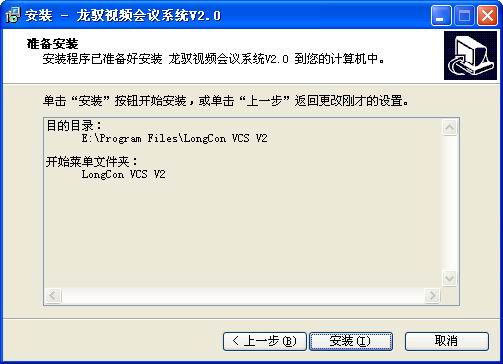 安装 - 龙驭视频会议系统V2.0
准备安装
安装程序已准备好安装 龙驭视频会议系统V2.0 到您的计算机中。
单击“安装”按钮开始安装，或单击“上一步”返回更改刚才的设置。
目的目录：
E:\Program Files\LongCon VCS V2
开始菜单文件夹：
LongCon VCS V2
< 上一步(B)
安装(I)
取消